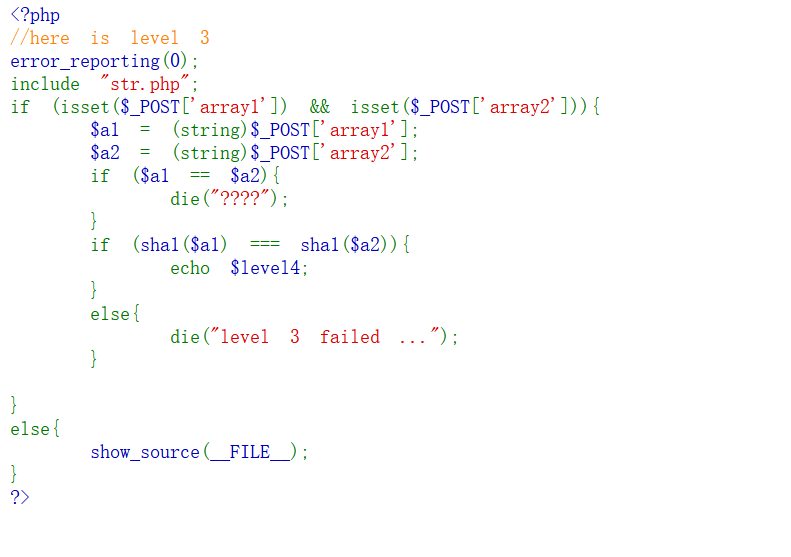 <?php
//here is level 3
error_reporting(0);
include "str.php";
if (isset($_POST['array1']) && isset($_POST['array2'])){
        $a1 = (string)$_POST['array1'];
        $a2 = (string)$_POST['array2'];
        if ($a1 == $a2){
                die("????");
        }
        if (sha1($a1) === sha1($a2)){
                echo $level4;
        }
        else{
                die("level 3 failed ...");
        }

}
else{
        show_source(__FILE__);
}
?>